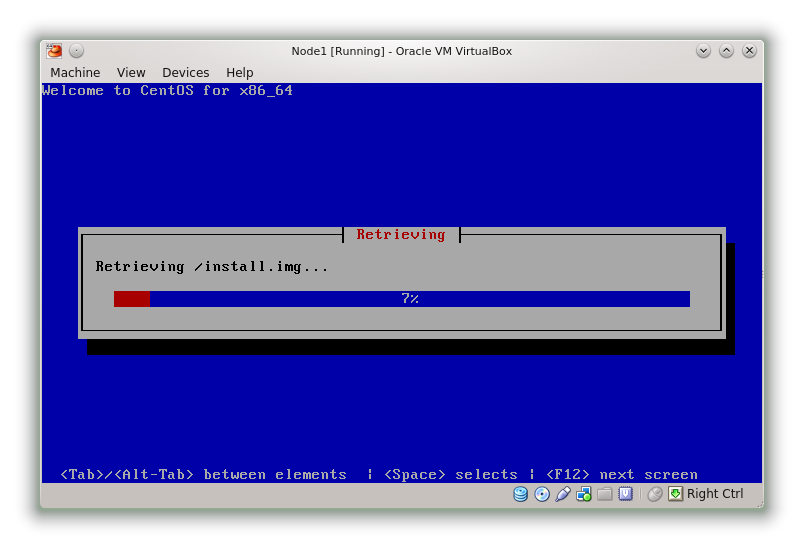 Node1 [Running] - Oracle VM VirtualBox
Machine View Devices Help
Welcome to CentOS for x86_64
Retrieving
Retrieving /install.img...
7%
<Tab>/<Alt-Tab> between elements | <Space> selects | <F12> next screen
Right Ctrl